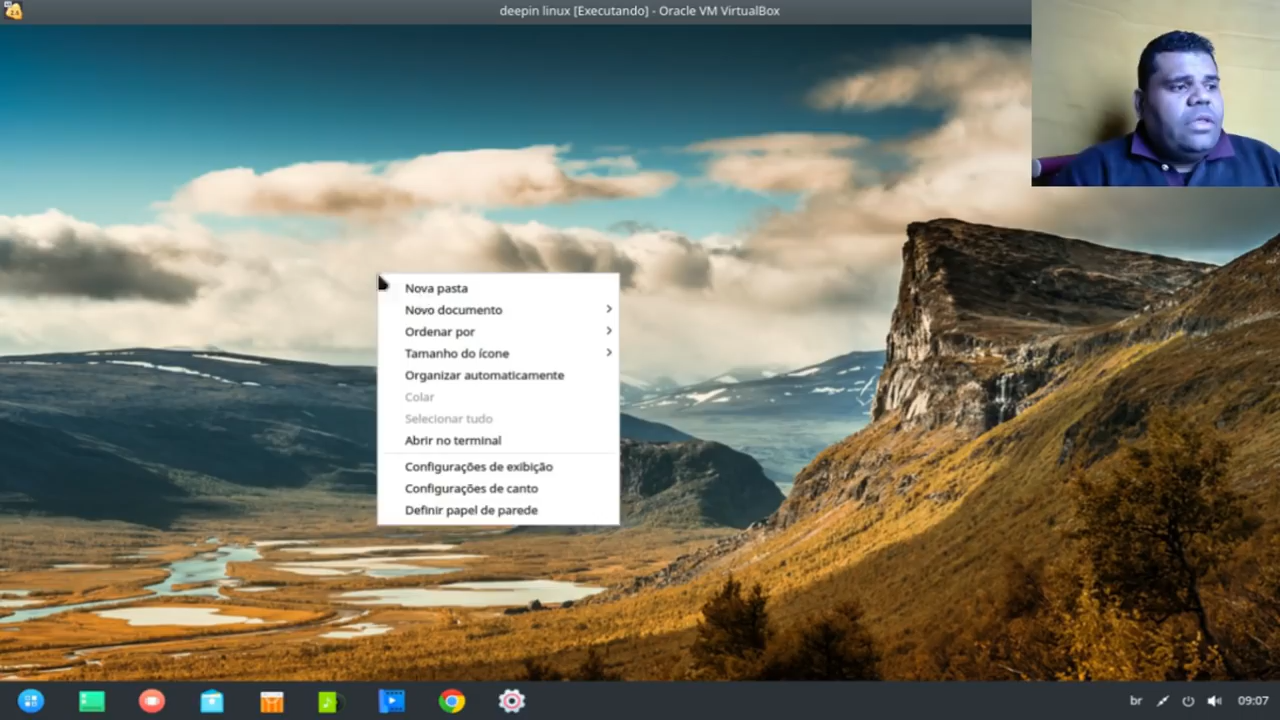 deepin linux [Executando] - Oracle VM VirtualBox
Nova pasta
Novo documento
Ordenar por
Tamanho do ícone
Organizar automaticamente
Colar
Selecionar tudo
Abrir no terminal
Configurações de exibição
Configurações de canto
Definir papel de parede
br
09:07